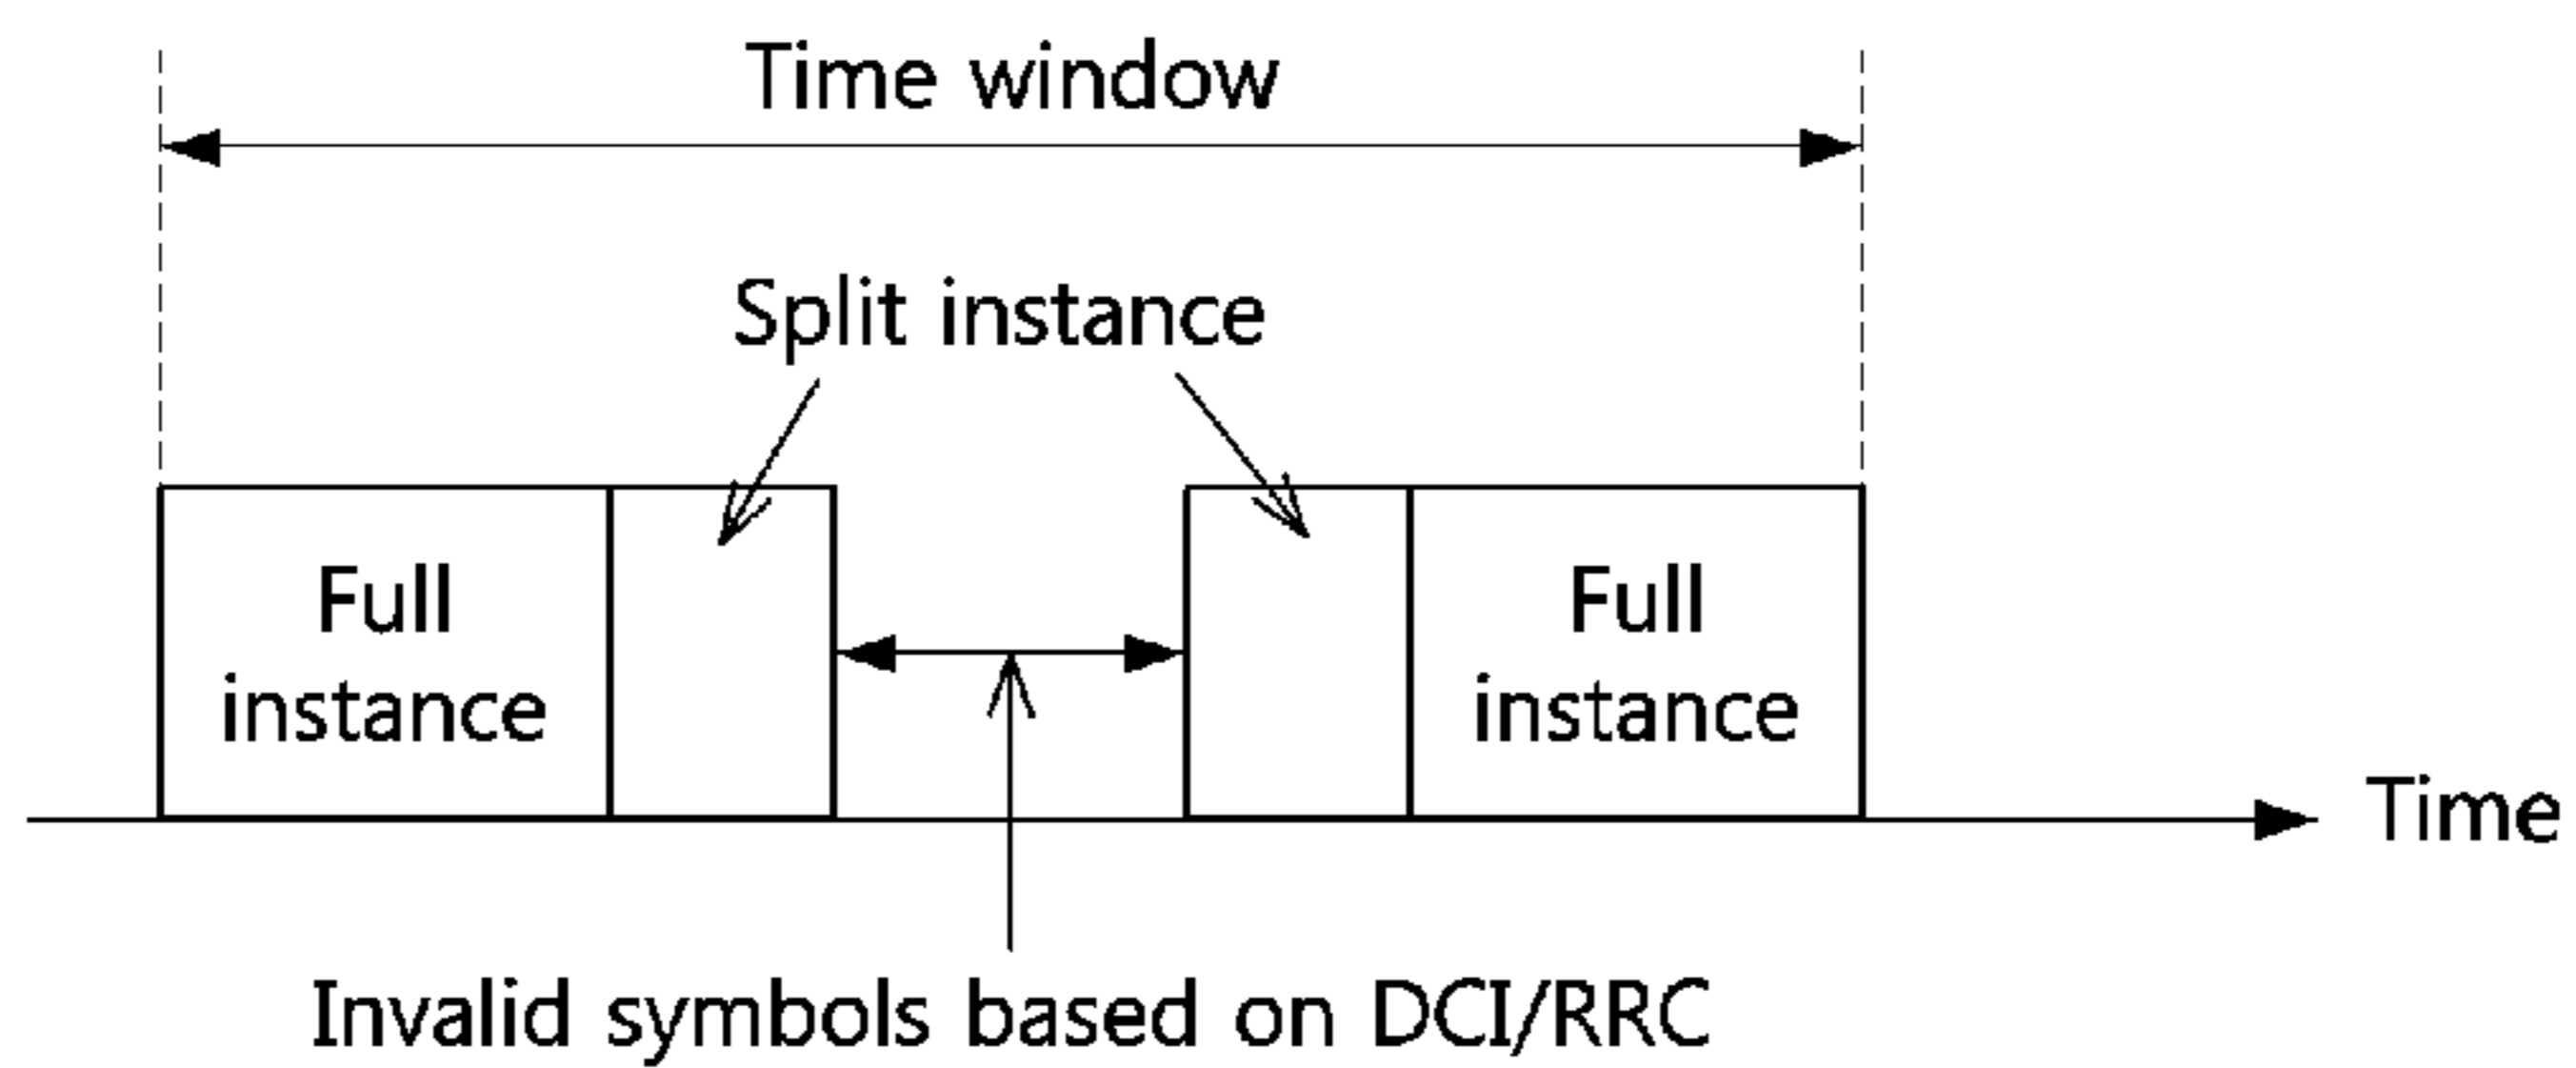 Time window
Split instance
Full
instance
Full
instance
Time
Invalid symbols based on DCI/RRC